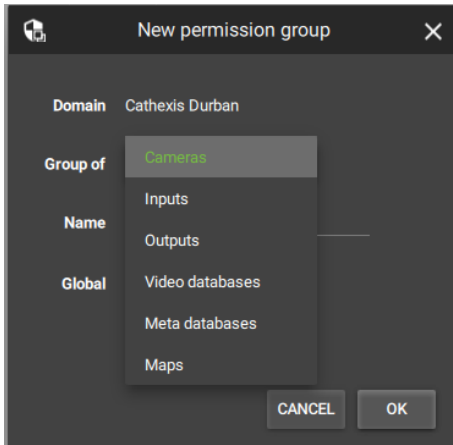 New permission group
Domain Cathexis Durban
Group of Cameras
Inputs
Name
Outputs
Global Video databases
Meta databases
Maps
CANCEL OK